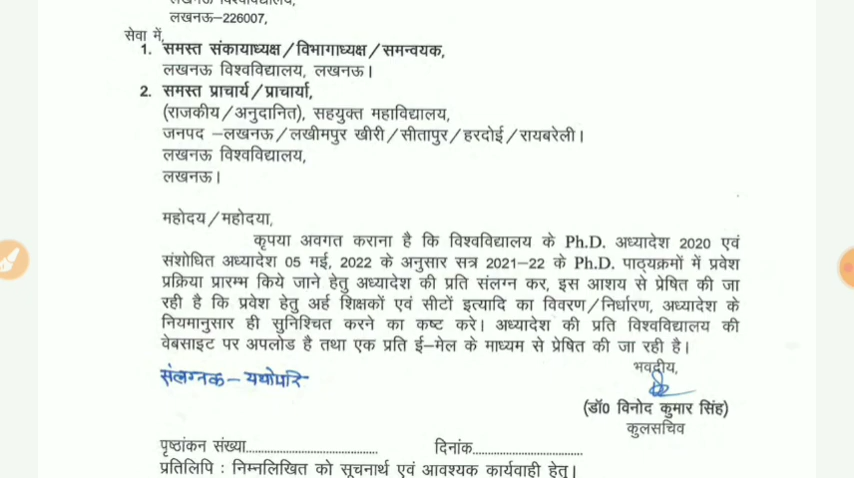 लखनऊ विश्वविद्यालय,
लखनऊ–226007,
सेवा में,
1. समस्त संकायाध्यक्ष/विभागाध्यक्ष/समन्वयक,
लखनऊ विश्वविद्यालय, लखनऊ।
2. समस्त प्राचार्य/प्राचार्या,
(राजकीय/अनुदानित), सहयुक्त महाविद्यालय,
जनपद –लखनऊ/लखीमपुर खीरी/सीतापुर/हरदोई/रायबरेली।
लखनऊ विश्वविद्यालय,
लखनऊ।
महोदय/महोदया,
कृपया अवगत कराना है कि विश्वविद्यालय के Ph.D. अध्यादेश 2020 एवं
संशोधित अध्यादेश 05 मई, 2022 के अनुसार सत्र 2021–22 के Ph.D. पाठ्यक्रमों में प्रवेश
प्रक्रिया प्रारम्भ किये जाने हेतु अध्यादेश की प्रति संलग्न कर, इस आशय से प्रेषित की जा
रही है कि प्रवेश हेतु अर्ह शिक्षकों एवं सीटों इत्यादि का विवरण/निर्धारण, अध्यादेश के
नियमानुसार ही सुनिश्चित करने का कष्ट करे। अध्यादेश की प्रति विश्वविद्यालय की
वेबसाइट पर अपलोड है तथा एक प्रति ई–मेल के माध्यम से प्रेषित की जा रही है।
संलग्नक – यथोपरि
भवदीय,
(डॉ0 विनोद कुमार सिंह)
कुलसचिव
पृष्ठांकन संख्या.................................... दिनांक..............................
प्रतिलिपि : निम्नलिखित को सूचनार्थ एवं आवश्यक कार्यवाही हेतु।